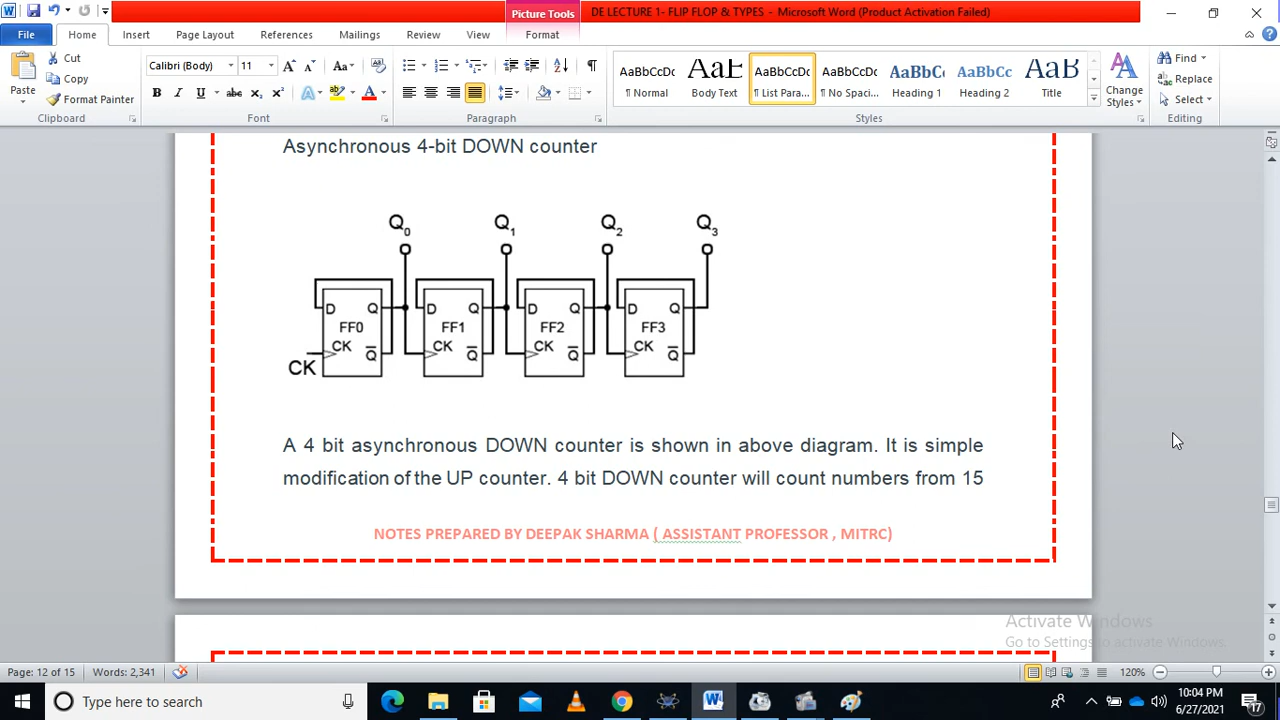 Picture Tools
DE LECTURE 1- FLIP FLOP & TYPES - Microsoft Word (Product Activation Failed)
File Home Insert Page Layout References Mailings Review View Format
Cut
Copy
Format Painter
Paste
Clipboard
Calibri (Body) 11
Font
Paragraph
AaBbCcDc AaBb AaBbCcDc AaBbCcDc AaBbCc AaBbCc AaBb
¶ Normal Body Text ¶ List Para... ¶ No Spaci... Heading 1 Heading 2 Title
Change Styles
Styles
Find
Replace
Select
Editing
Asynchronous 4-bit DOWN counter
Q0 Q1 Q2 Q3
D Q D Q D Q D Q
FF0 FF1 FF2 FF3
CK CK CK CK
Q̅ Q̅ Q̅ Q̅
CK
A 4 bit asynchronous DOWN counter is shown in above diagram. It is simple
modification of the UP counter. 4 bit DOWN counter will count numbers from 15
NOTES PREPARED BY DEEPAK SHARMA ( ASSISTANT PROFESSOR , MITRC)
Activate Windows
Go to Settings to activate Windows.
Page: 12 of 15 Words: 2,341 120%
Type here to search
10:04 PM
6/27/2021
17